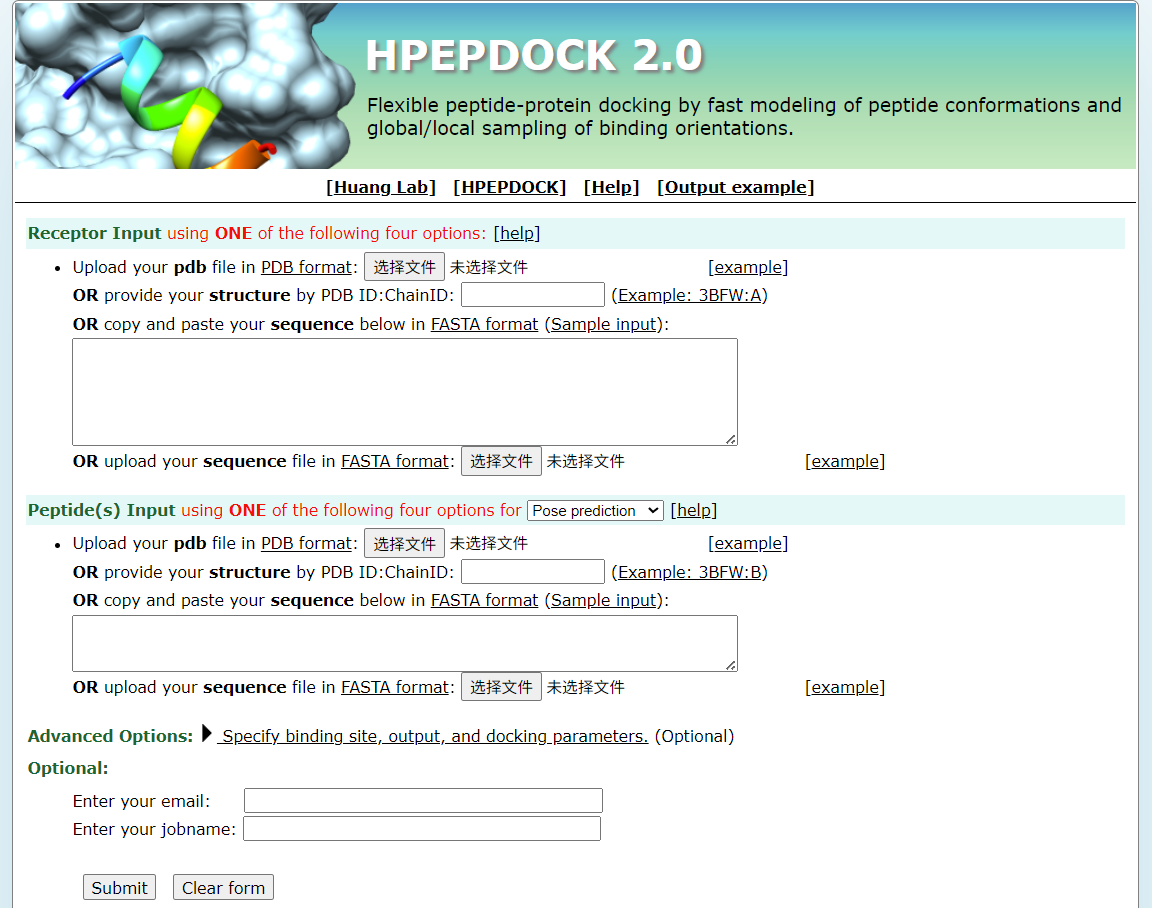 HPEPDOCK 2.0
Flexible peptide-protein docking by fast modeling of peptide conformations and
global/local sampling of binding orientations.
[Huang Lab] [HPEPDOCK] [Help] [Output example]
Receptor Input using ONE of the following four options: [help]
• Upload your pdb file in PDB format: 选择文件 未选择文件 [example]
OR provide your structure by PDB ID:ChainID: (Example: 3BFW:A)
OR copy and paste your sequence below in FASTA format (Sample input):
OR upload your sequence file in FASTA format: 选择文件 未选择文件 [example]
Peptide(s) Input using ONE of the following four options for Pose prediction [help]
• Upload your pdb file in PDB format: 选择文件 未选择文件 [example]
OR provide your structure by PDB ID:ChainID: (Example: 3BFW:B)
OR copy and paste your sequence below in FASTA format (Sample input):
OR upload your sequence file in FASTA format: 选择文件 未选择文件 [example]
Advanced Options: Specify binding site, output, and docking parameters. (Optional)
Optional:
Enter your email:
Enter your jobname:
Submit Clear form